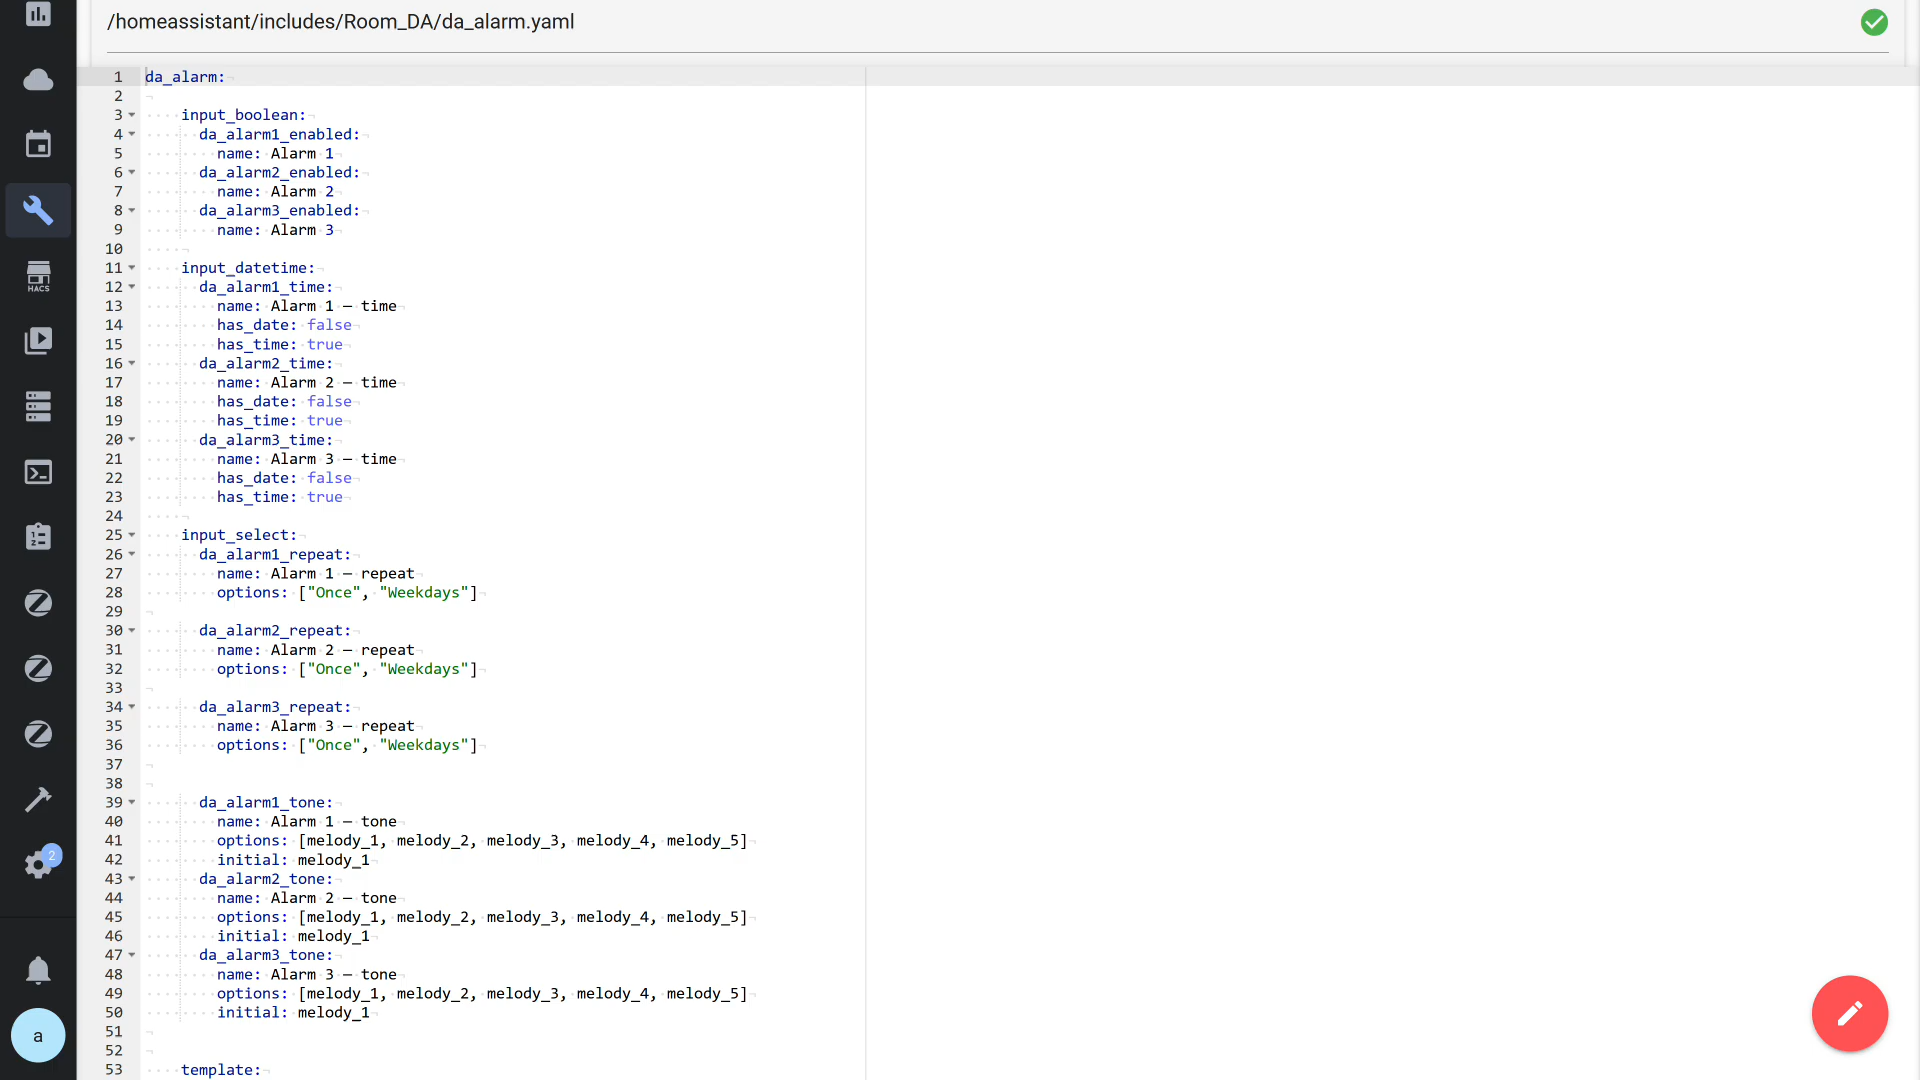 /homeassistant/includes/Room_DA/da_alarm.yaml
1 da_alarm:
2
3 input_boolean:
4 da_alarm1_enabled:
5 name: Alarm 1
6 da_alarm2_enabled:
7 name: Alarm 2
8 da_alarm3_enabled:
9 name: Alarm 3
10
11 input_datetime:
12 da_alarm1_time:
13 name: Alarm 1 – time
14 has_date: false
15 has_time: true
16 da_alarm2_time:
17 name: Alarm 2 – time
18 has_date: false
19 has_time: true
20 da_alarm3_time:
21 name: Alarm 3 – time
22 has_date: false
23 has_time: true
24
25 input_select:
26 da_alarm1_repeat:
27 name: Alarm 1 – repeat
28 options: ["Once", "Weekdays"]
29
30 da_alarm2_repeat:
31 name: Alarm 2 – repeat
32 options: ["Once", "Weekdays"]
33
34 da_alarm3_repeat:
35 name: Alarm 3 – repeat
36 options: ["Once", "Weekdays"]
37
38
39 da_alarm1_tone:
40 name: Alarm 1 – tone
41 options: [melody_1, melody_2, melody_3, melody_4, melody_5]
42 initial: melody_1
43 da_alarm2_tone:
44 name: Alarm 2 – tone
45 options: [melody_1, melody_2, melody_3, melody_4, melody_5]
46 initial: melody_1
47 da_alarm3_tone:
48 name: Alarm 3 – tone
49 options: [melody_1, melody_2, melody_3, melody_4, melody_5]
50 initial: melody_1
51
52
53 template:
HACS
2
a